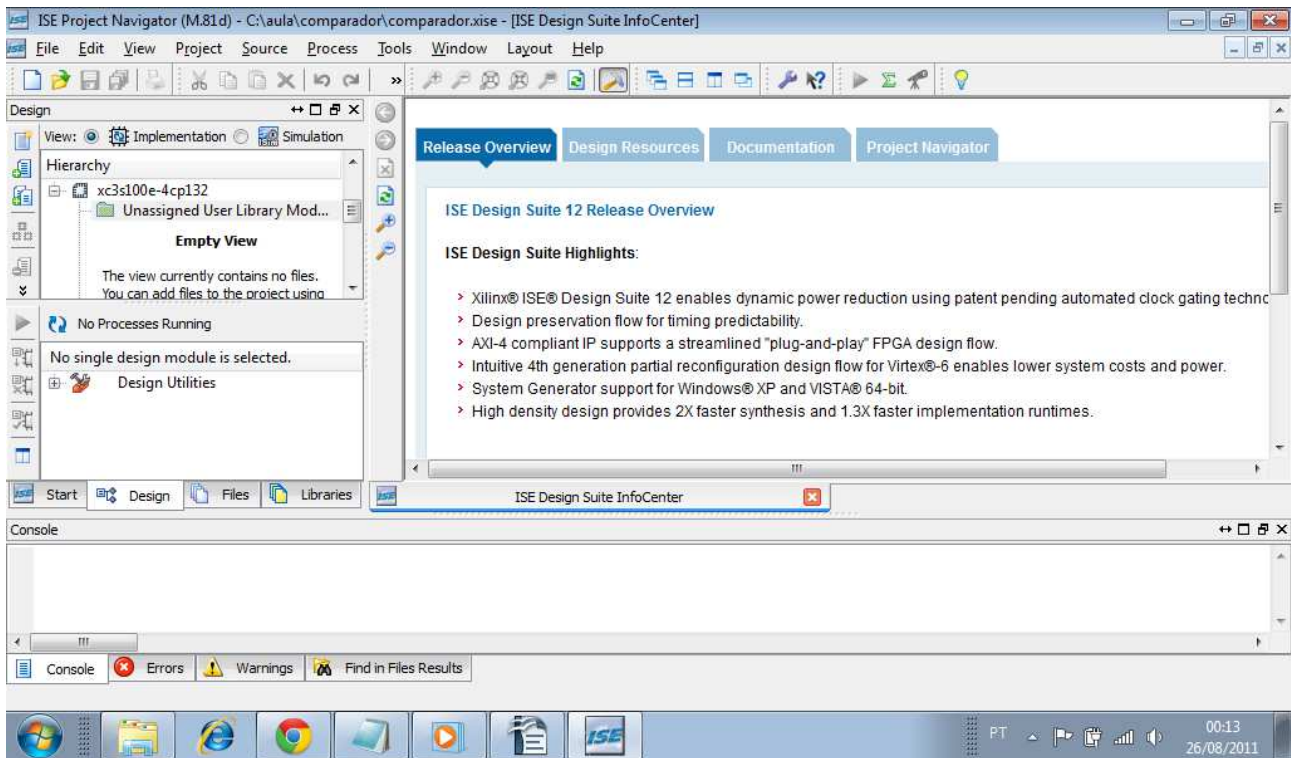 ISE Project Navigator (M.81d) - C:\aula\comparador\comparador.xise - [ISE Design Suite InfoCenter]
File Edit View Project Source Process Tools Window Layout Help
Design
View: Implementation Simulation
Hierarchy
xc3s100e-4cp132
Unassigned User Library Mod...
Empty View
The view currently contains no files.
You can add files to the project using
No Processes Running
No single design module is selected.
Design Utilities
Start Design Files Libraries
Release Overview Design Resources Documentation Project Navigator
ISE Design Suite 12 Release Overview
ISE Design Suite Highlights:
Xilinx® ISE® Design Suite 12 enables dynamic power reduction using patent pending automated clock gating techno
Design preservation flow for timing predictability.
AXI-4 compliant IP supports a streamlined "plug-and-play" FPGA design flow.
Intuitive 4th generation partial reconfiguration design flow for Virtex®-6 enables lower system costs and power.
System Generator support for Windows® XP and VISTA® 64-bit.
High density design provides 2X faster synthesis and 1.3X faster implementation runtimes.
ISE Design Suite InfoCenter
Console
Console Errors Warnings Find in Files Results
ISE
PT
00:13
26/08/2011